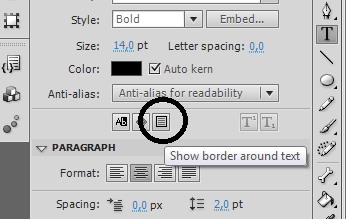 Style: Bold Embed...
Size: 14,0 pt Letter spacing: 0,0
Color: Auto kern
Anti-alias: Anti-alias for readability
Show border around text
PARAGRAPH
Format:
Spacing: 0,0 px 2,0 pt